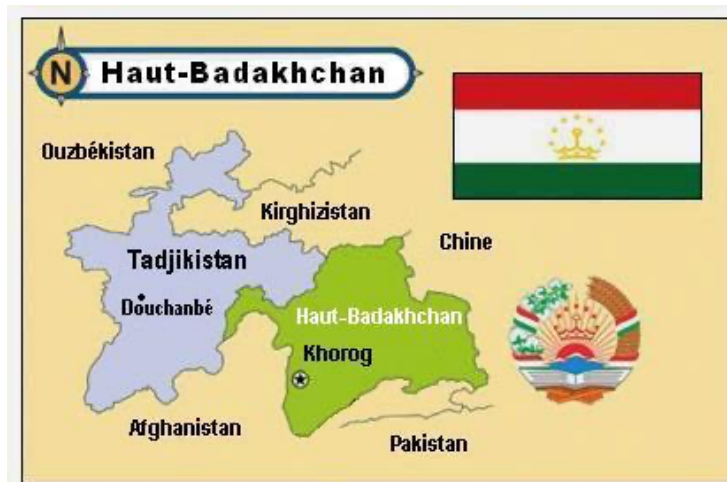 N Haut-Badakhchan
Ouzbékistan
Kirghizistan
Chine
Tadjikistan
Douchanbé
Haut-Badakhchan
Khorog
Afghanistan
Pakistan